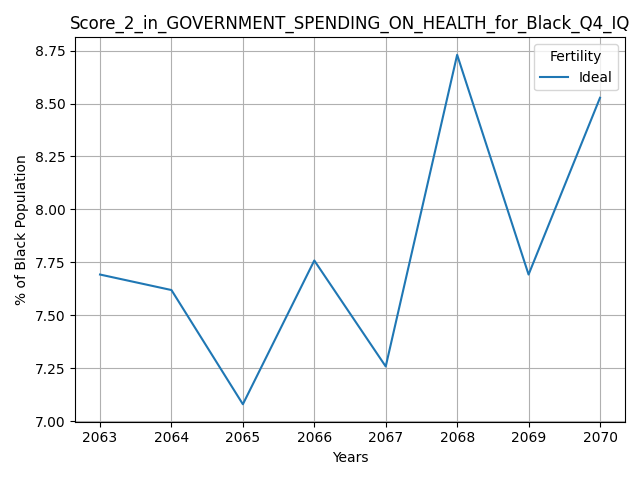 Score_2_in_GOVERNMENT_SPENDING_ON_HEALTH_for_Black_Q4_IQ
8.75
8.50
8.25
8.00
7.75
7.50
7.25
7.00
% of Black Population
Fertility
Ideal
2063 2064 2065 2066 2067 2068 2069 2070
Years